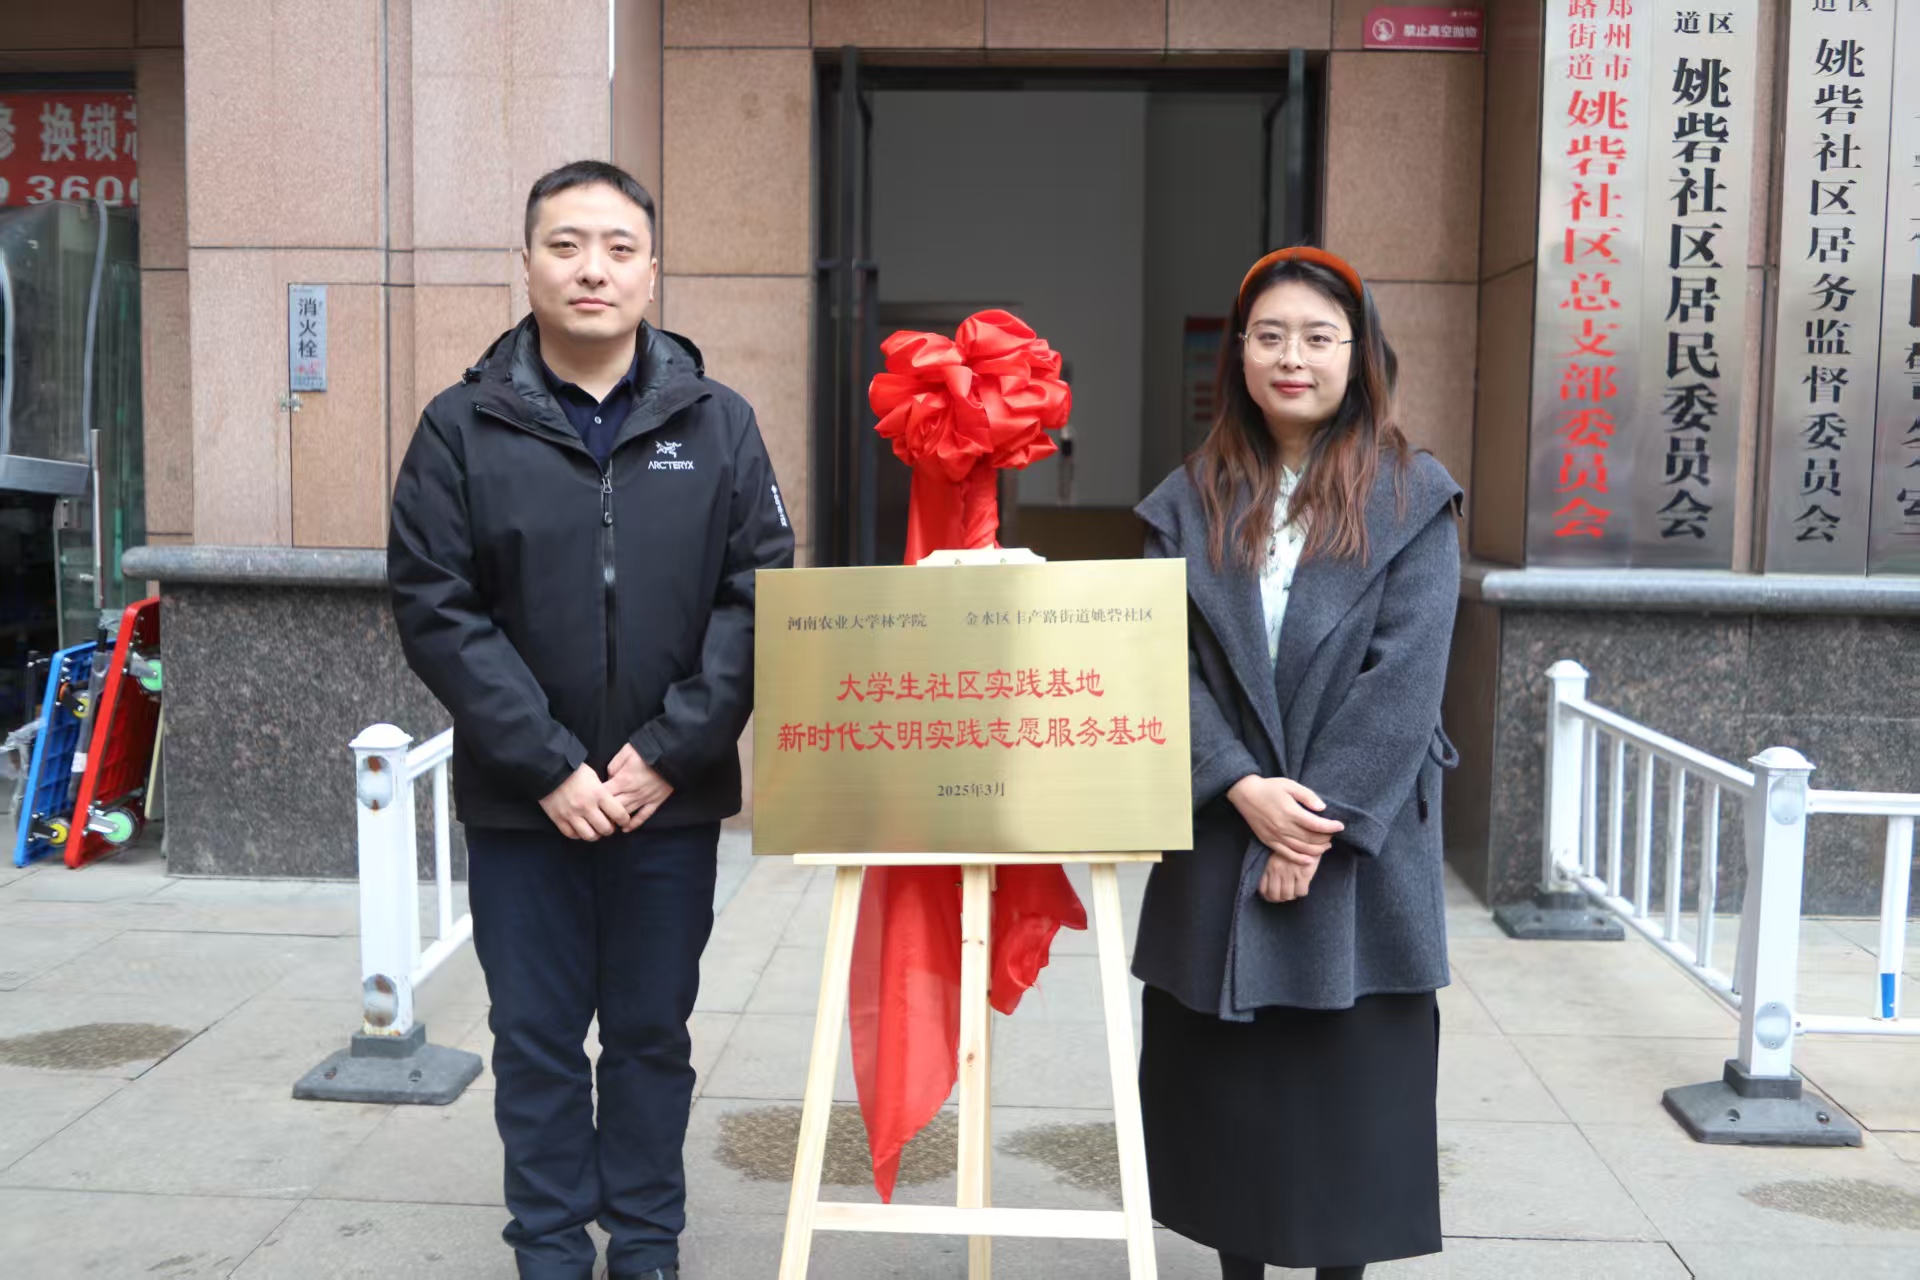 禁止高空抛物
换锁芯
3600
消火栓
ARC'TERYX
河南农业大学林学院 金水区丰产路街道姚砦社区
大学生社区实践基地
新时代文明实践志愿服务基地
2025年3月
郑州市
路街道
姚砦社区总支部委员会
道区
姚砦社区居民委员会
道区
姚砦社区居务监督委员会